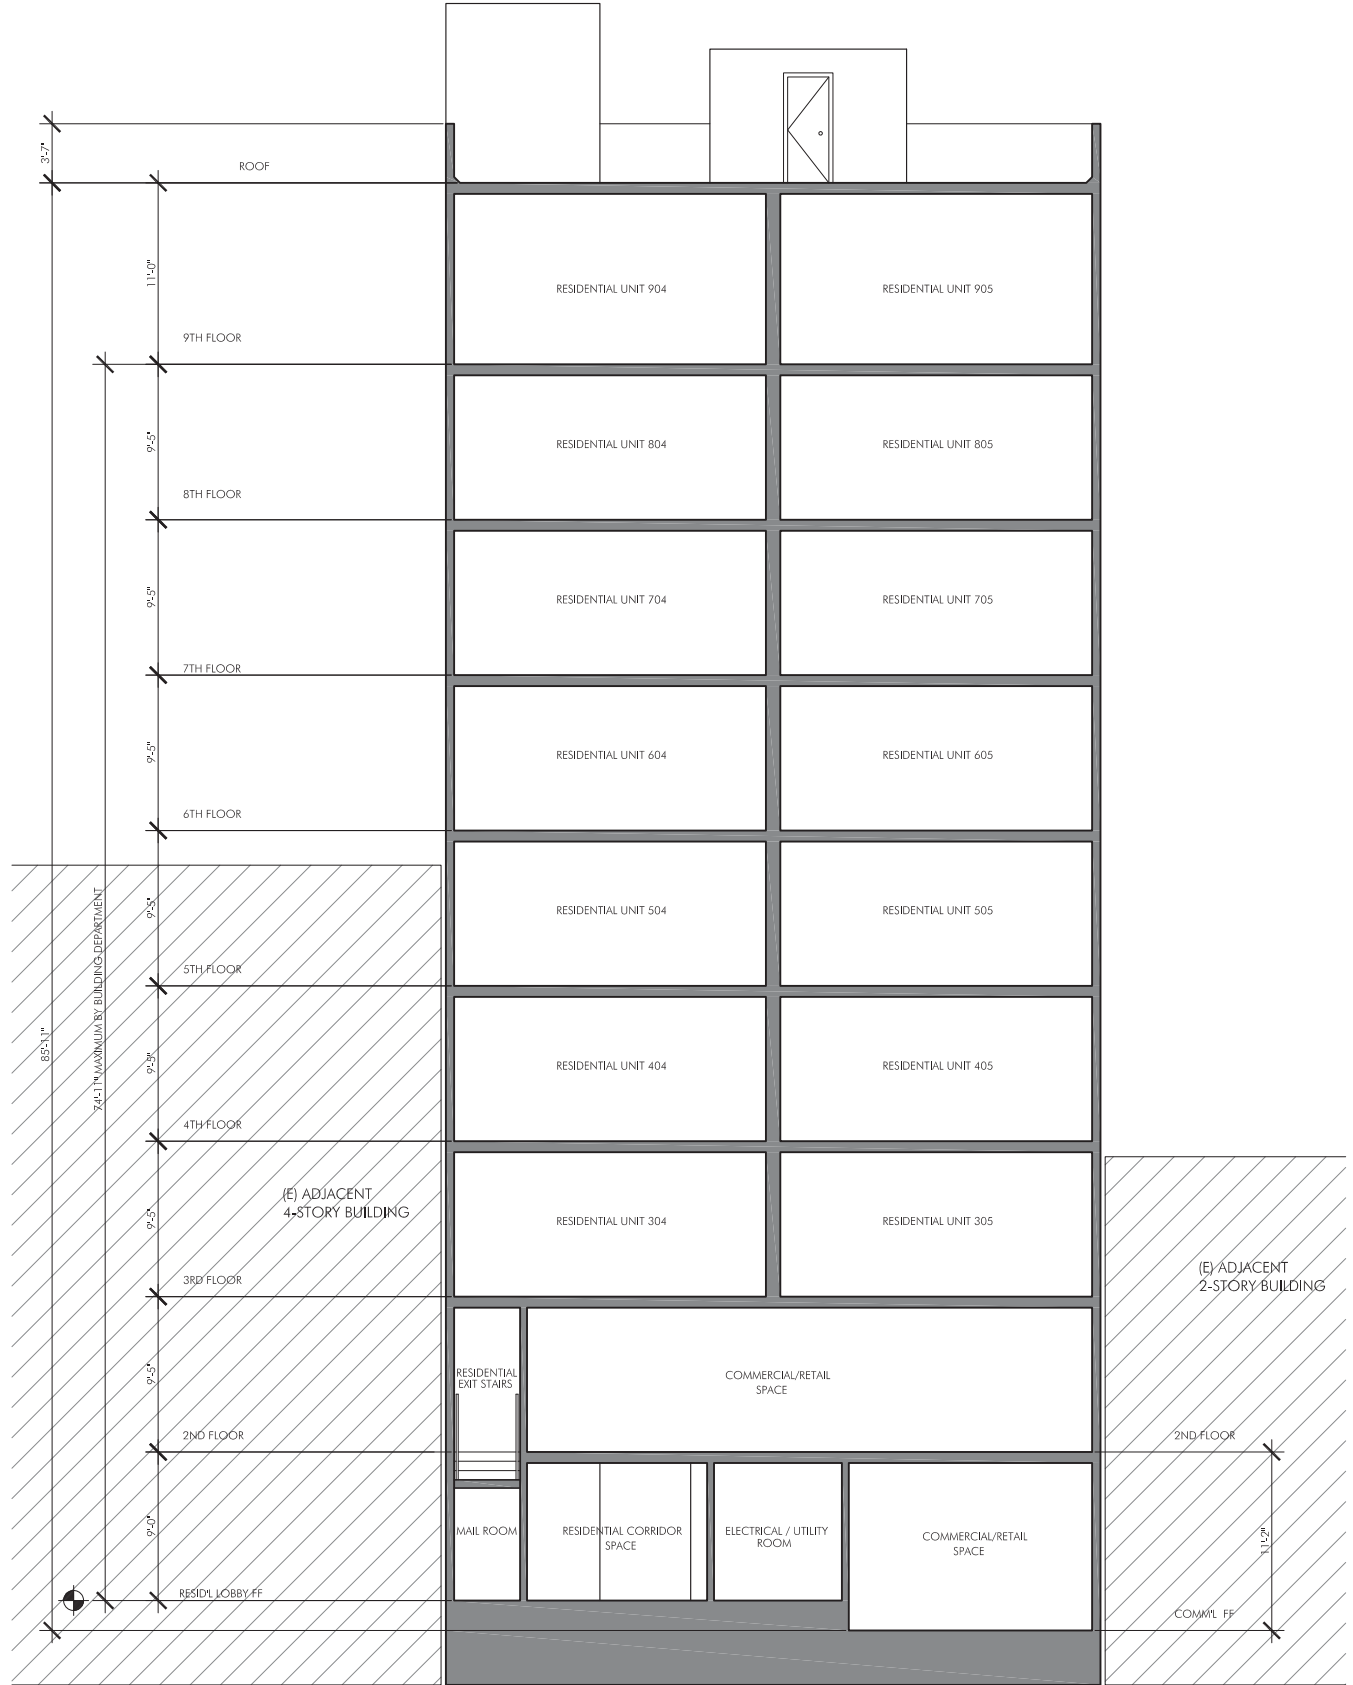 3'-7"
ROOF
11'-0"
RESIDENTIAL UNIT 904
RESIDENTIAL UNIT 905
9TH FLOOR
9'-5"
RESIDENTIAL UNIT 804
RESIDENTIAL UNIT 805
8TH FLOOR
9'-5"
RESIDENTIAL UNIT 704
RESIDENTIAL UNIT 705
7TH FLOOR
9'-5"
RESIDENTIAL UNIT 604
RESIDENTIAL UNIT 605
6TH FLOOR
9'-5"
RESIDENTIAL UNIT 504
RESIDENTIAL UNIT 505
5TH FLOOR
85'-11"
74'-11" MAXIMUM BY BUILDING DEPARTMENT
9'-5"
RESIDENTIAL UNIT 404
RESIDENTIAL UNIT 405
4TH FLOOR
(E) ADJACENT
4-STORY BUILDING
9'-5"
RESIDENTIAL UNIT 304
RESIDENTIAL UNIT 305
3RD FLOOR
(E) ADJACENT
2-STORY BUILDING
9'-5"
RESIDENTIAL
EXIT STAIRS
COMMERCIAL/RETAIL
SPACE
2ND FLOOR
2ND FLOOR
9'-0"
MAIL ROOM
RESIDENTIAL CORRIDOR
SPACE
ELECTRICAL / UTILITY
ROOM
COMMERCIAL/RETAIL
SPACE
11'-2"
RESID'L LOBBY FF
COMM'L FF